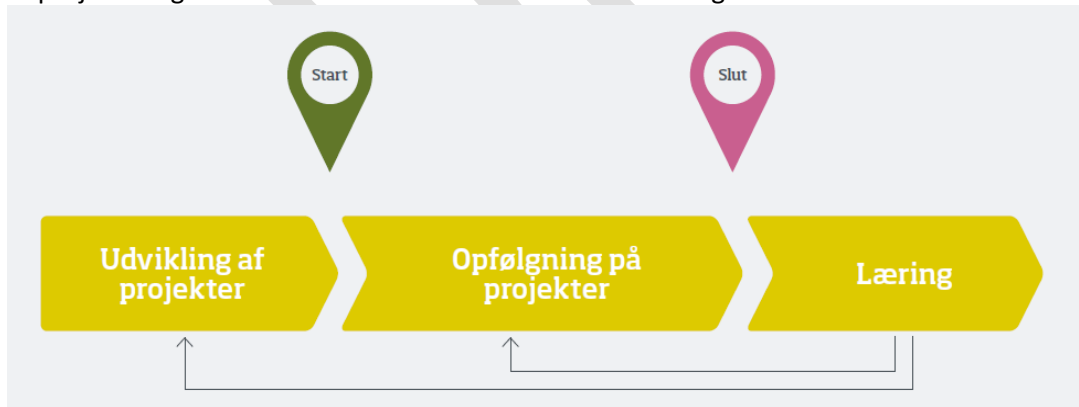 Start
Slut
Udvikling af
projekter
Opfølgning på
projekter
Læring